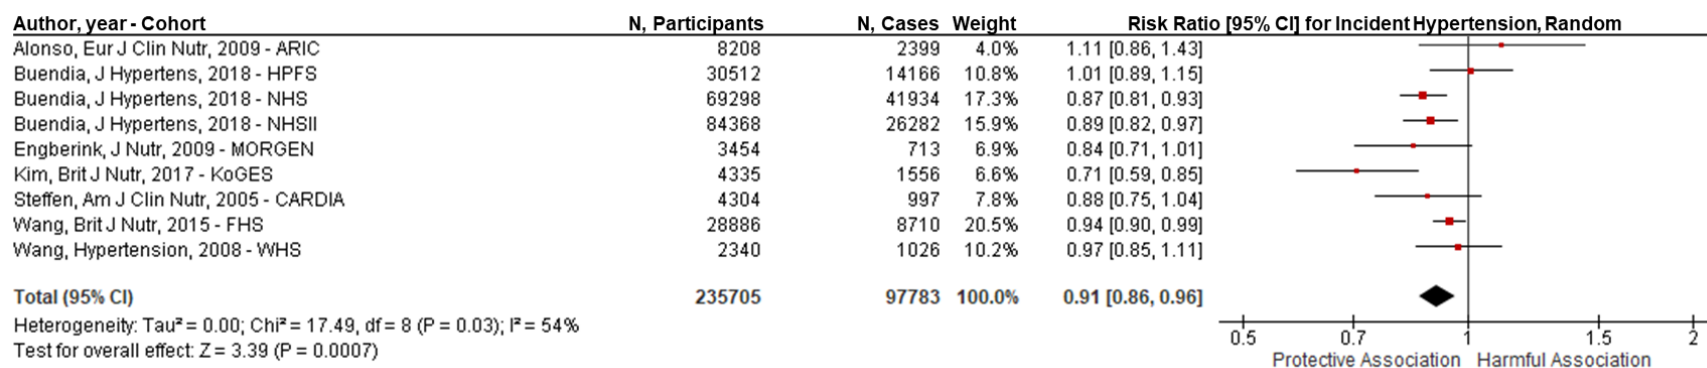 Author, year - Cohort N, Participants N, Cases Weight Risk Ratio [95% CI] for Incident Hypertension, Random
Alonso, Eur J Clin Nutr, 2009 - ARIC 8208 2399 4.0% 1.11 [0.86, 1.43]
Buendia, J Hypertens, 2018 - HPFS 30512 14166 10.8% 1.01 [0.89, 1.15]
Buendia, J Hypertens, 2018 - NHS 69298 41934 17.3% 0.87 [0.81, 0.93]
Buendia, J Hypertens, 2018 - NHSII 84368 26282 15.9% 0.89 [0.82, 0.97]
Engberink, J Nutr, 2009 - MORGEN 3454 713 6.9% 0.84 [0.71, 1.01]
Kim, Brit J Nutr, 2017 - KoGES 4335 1556 6.6% 0.71 [0.59, 0.85]
Steffen, Am J Clin Nutr, 2005 - CARDIA 4304 997 7.8% 0.88 [0.75, 1.04]
Wang, Brit J Nutr, 2015 - FHS 28886 8710 20.5% 0.94 [0.90, 0.99]
Wang, Hypertension, 2008 - WHS 2340 1026 10.2% 0.97 [0.85, 1.11]
Total (95% CI) 235705 97783 100.0% 0.91 [0.86, 0.96]
Heterogeneity: Tau² = 0.00; Chi² = 17.49, df = 8 (P = 0.03); I² = 54%
Test for overall effect: Z = 3.39 (P = 0.0007)
0.5 0.7 1 1.5 2
Protective Association Harmful Association